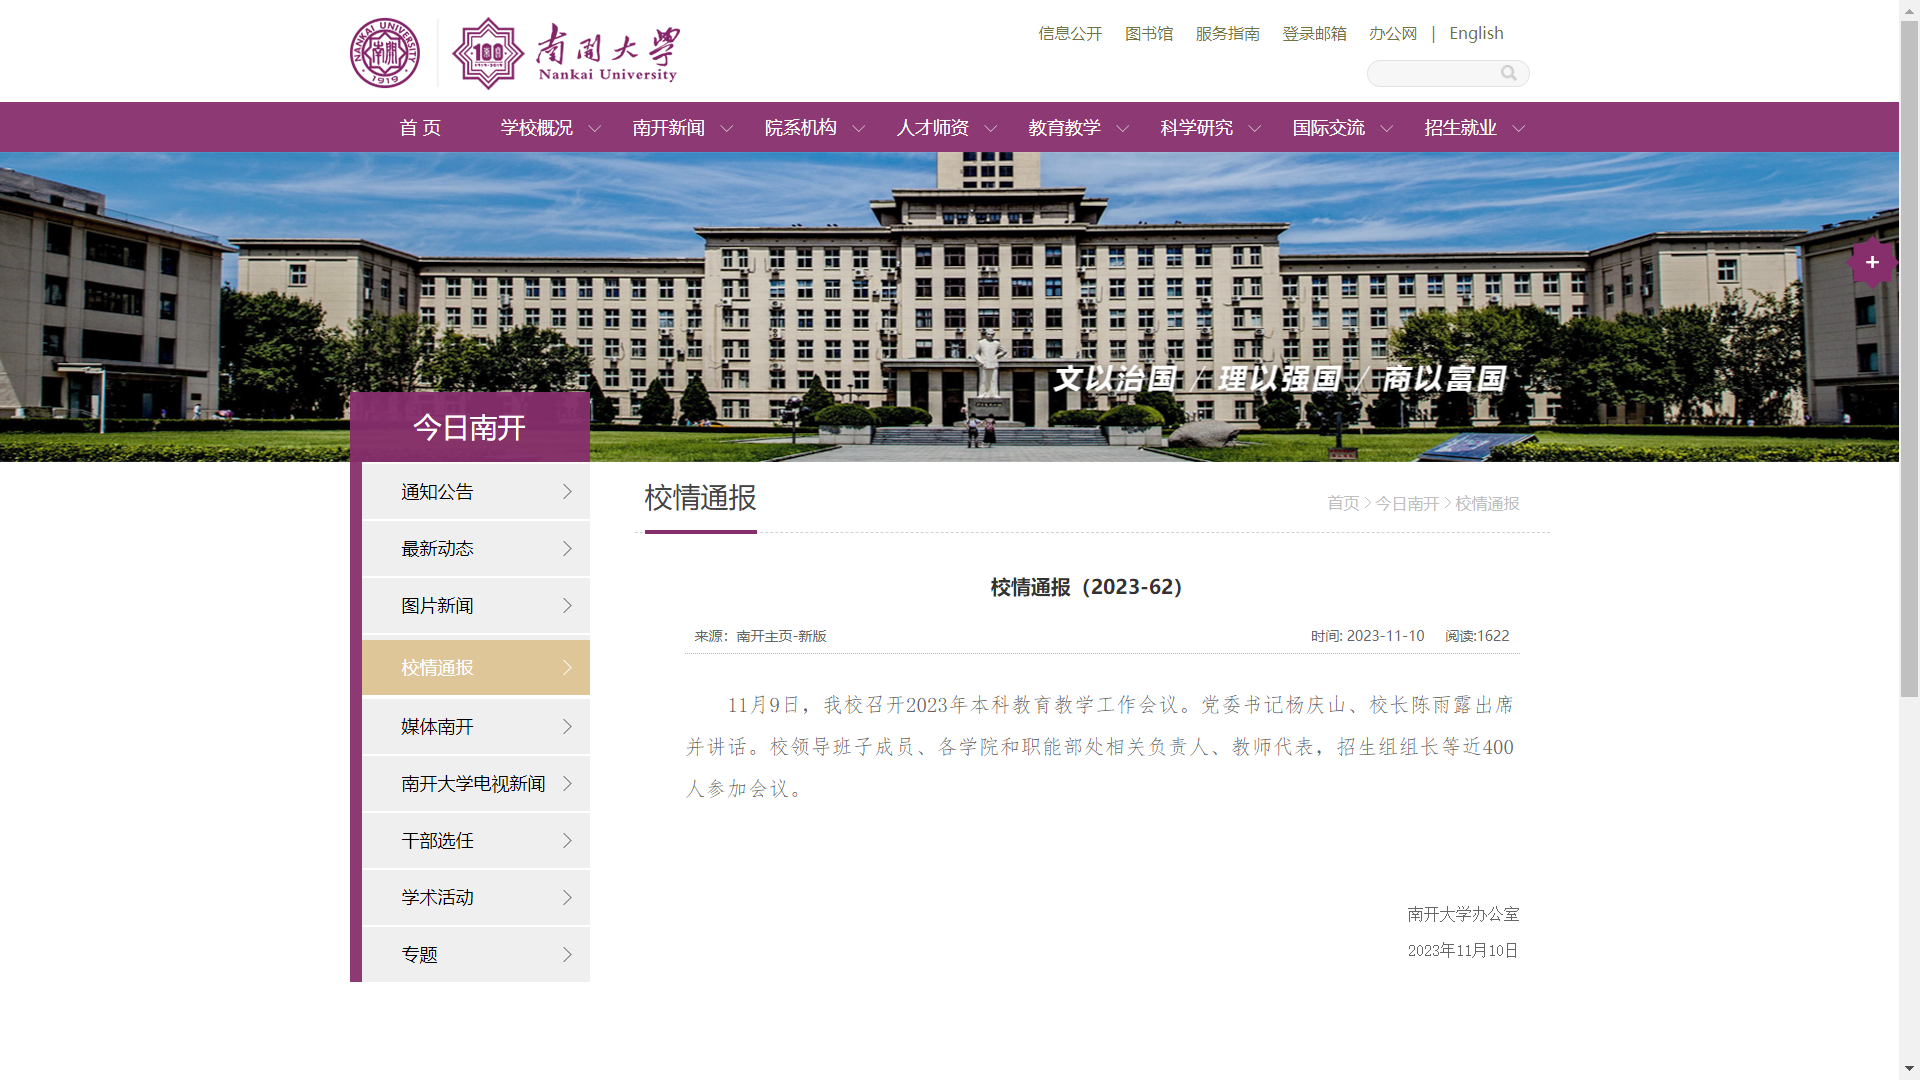 NANKAI UNIVERSITY
南開
1919
100
1919-2019
南開大學
Nankai University
信息公开 图书馆 服务指南 登录邮箱 办公网 | English
首 页 学校概况 南开新闻 院系机构 人才师资 教育教学 科学研究 国际交流 招生就业
+
文以治国 / 理以强国 / 商以富国
今日南开
通知公告
最新动态
图片新闻
校情通报
媒体南开
南开大学电视新闻
干部选任
学术活动
专题
校情通报
首页 > 今日南开 > 校情通报
校情通报（2023-62）
来源：南开主页-新版 时间: 2023-11-10 阅读:1622
11月9日，我校召开2023年本科教育教学工作会议。党委书记杨庆山、校长陈雨露出席
并讲话。校领导班子成员、各学院和职能部处相关负责人、教师代表，招生组组长等近400
人参加会议。
南开大学办公室
2023年11月10日